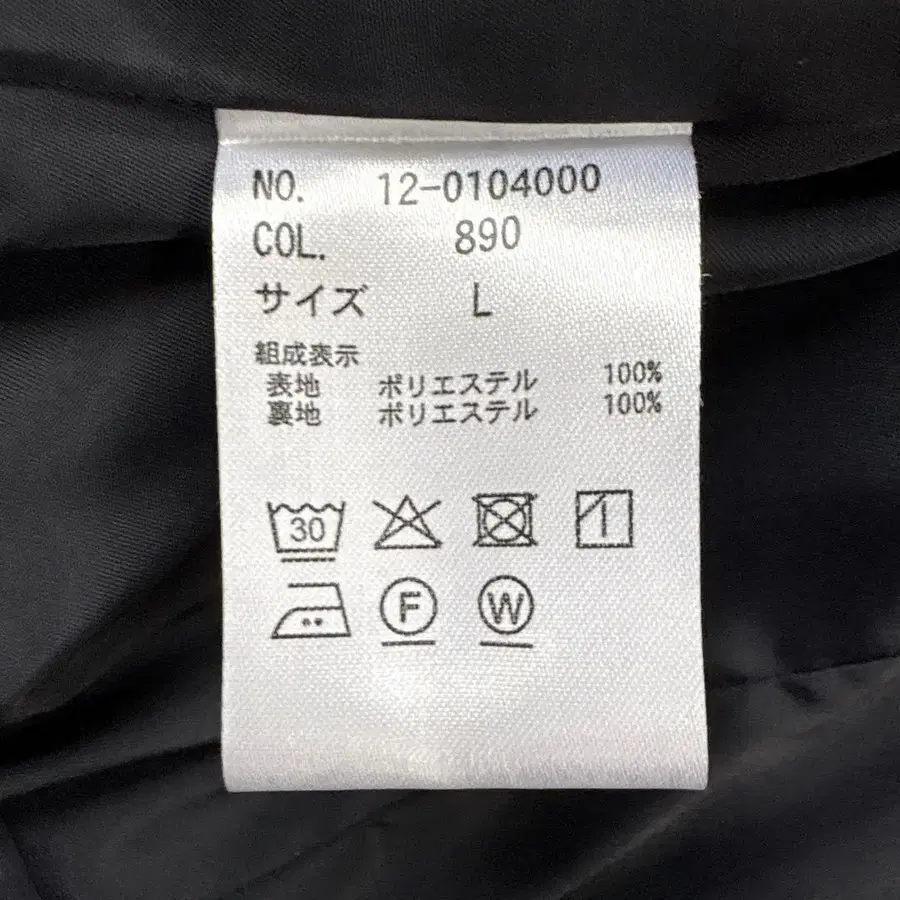 NO. 12-0104000
COL. 890
サイズ L
組成表示
表地 ポリエステル 100%
裏地 ポリエステル 100%
30
F W